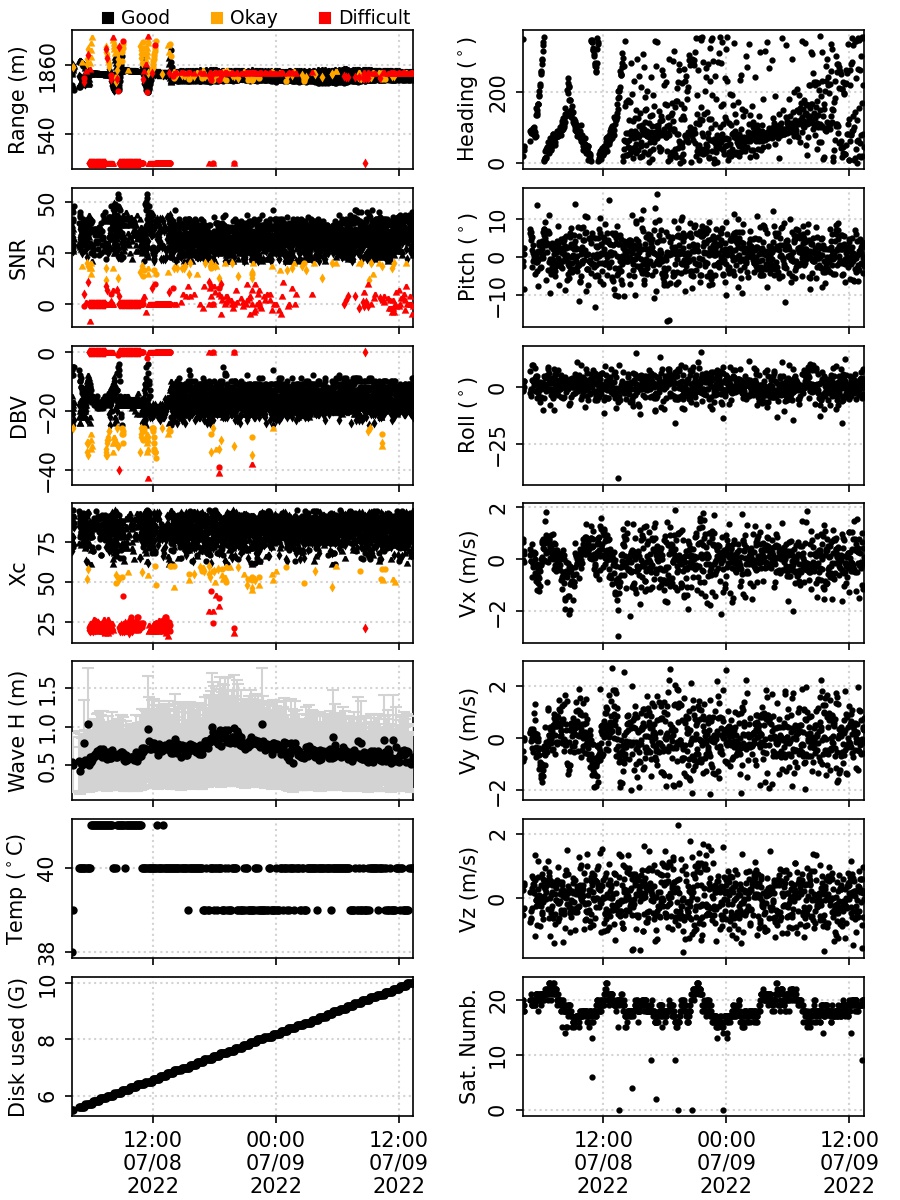 Good Okay Difficult
Range (m)
1860
540
Heading (°)
200
0
SNR
50
25
0
Pitch (°)
10
0
−10
DBV
0
−20
−40
Roll (°)
0
−25
Xc
75
50
25
Vx (m/s)
2
0
−2
Wave H (m)
1.5
1.0
0.5
Vy (m/s)
2
0
−2
Temp (°C)
40
38
Vz (m/s)
2
0
Disk used (G)
10
8
6
Sat. Numb.
20
10
0
12:00 00:00 12:00
07/08 07/09 07/09
2022 2022 2022
12:00 00:00 12:00
07/08 07/09 07/09
2022 2022 2022